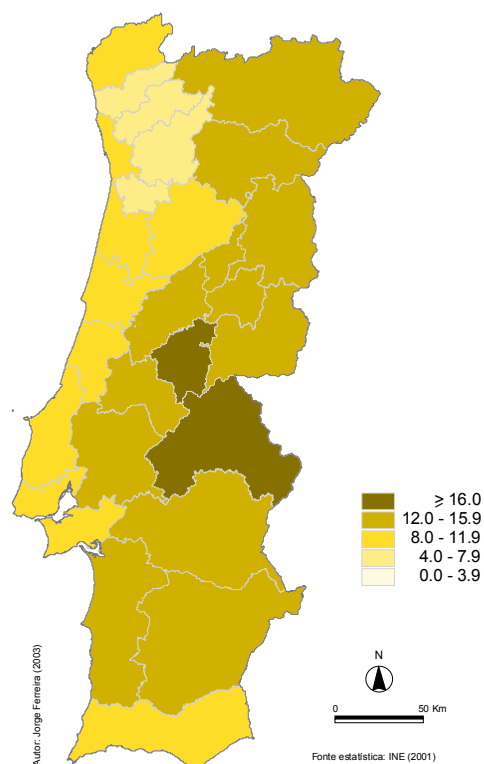 ≥ 16.0
12.0 - 15.9
8.0 - 11.9
4.0 - 7.9
0.0 - 3.9
N
0 50 Km
Autor: Jorge Ferreira (2003)
Fonte estatística: INE (2001)